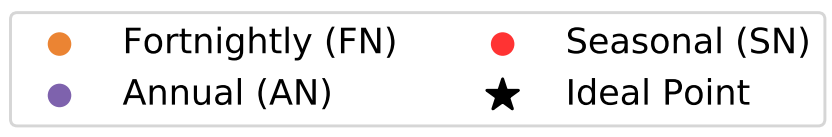 Fortnightly (FN) Seasonal (SN)
Annual (AN) Ideal Point